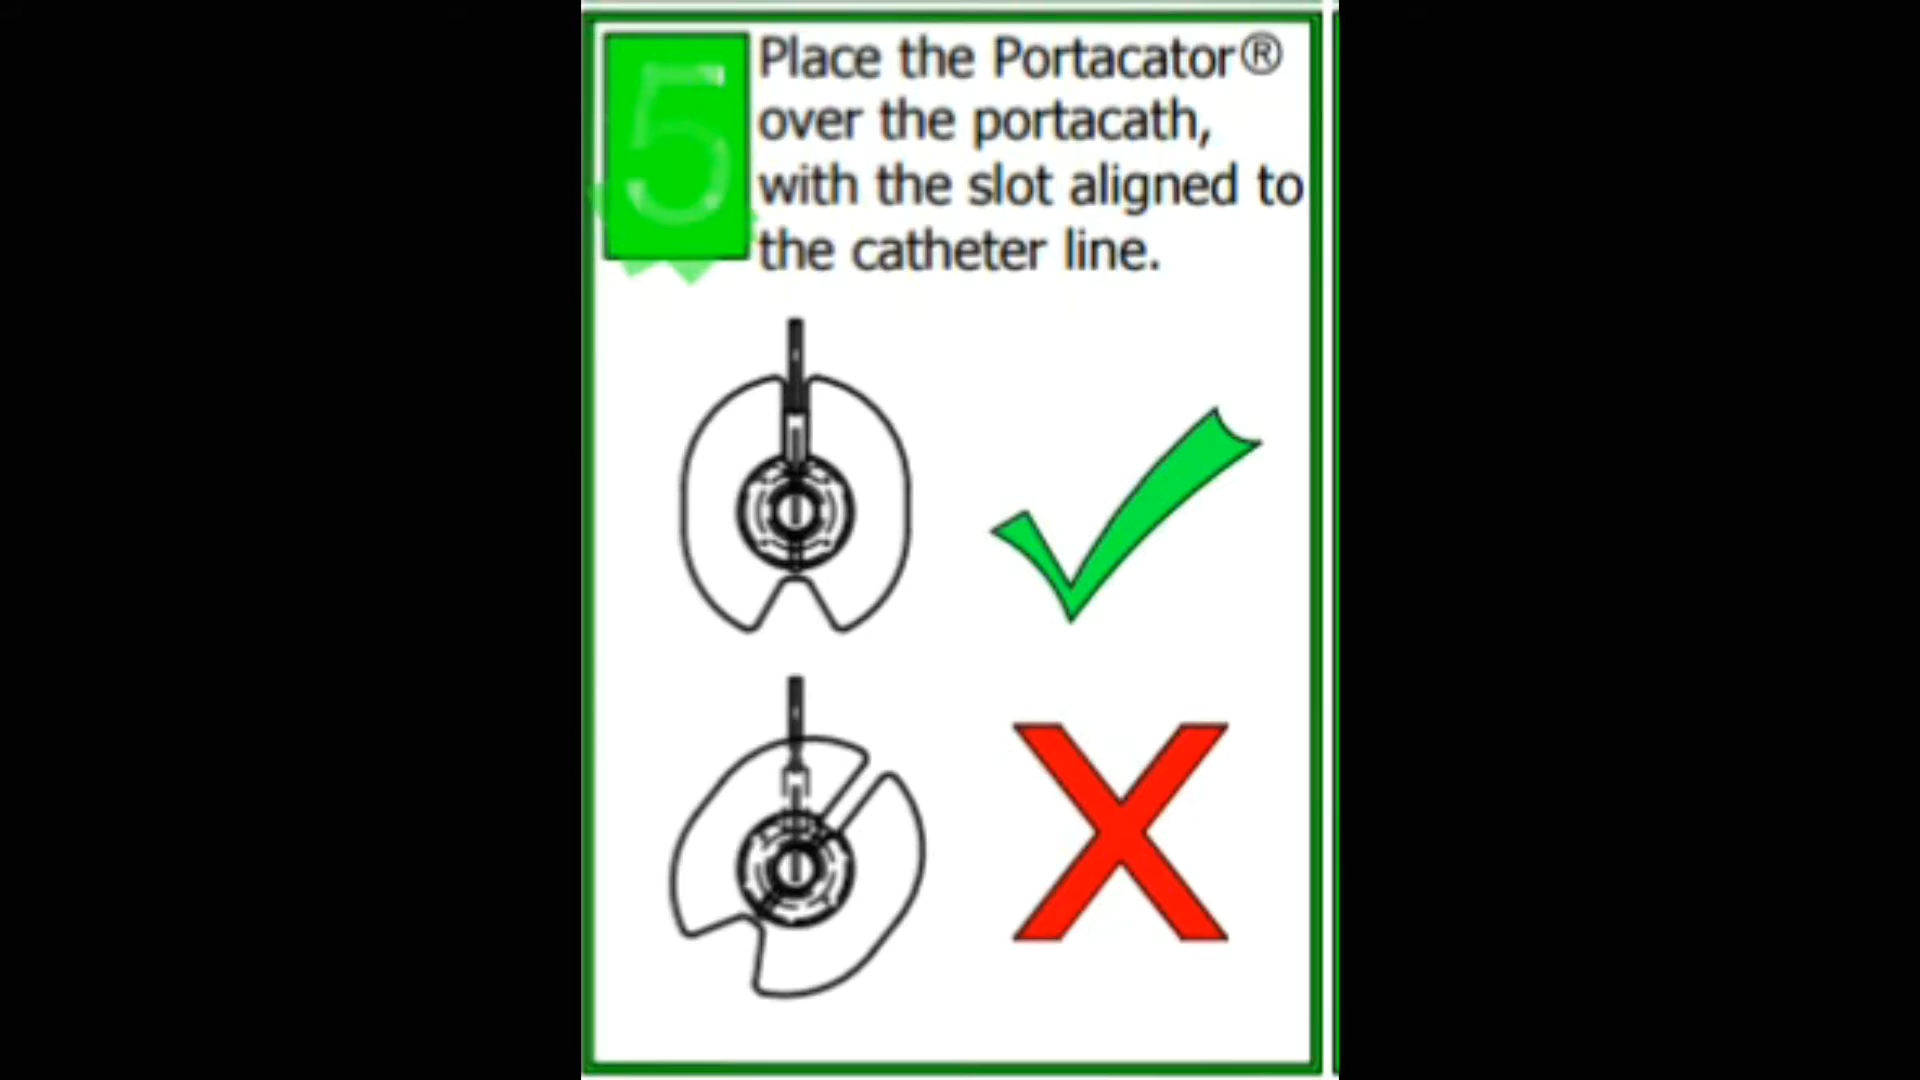 5
Place the Portacator®
over the portacath,
with the slot aligned to
the catheter line.